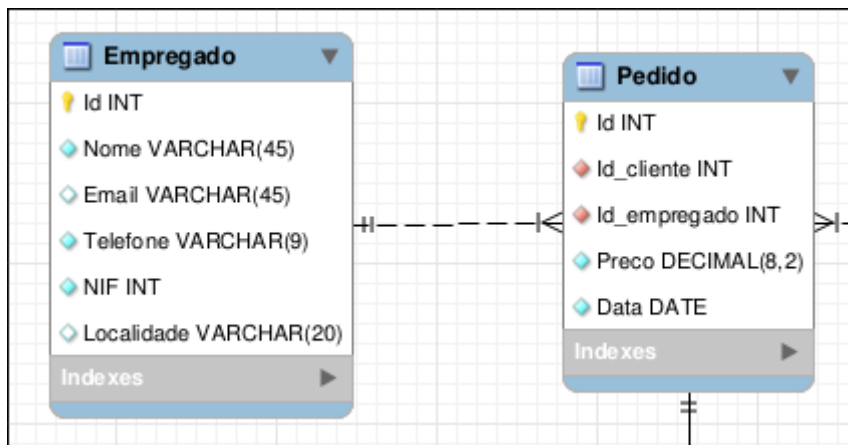 Empregado
Id INT
Nome VARCHAR(45)
Email VARCHAR(45)
Telefone VARCHAR(9)
NIF INT
Localidade VARCHAR(20)
Indexes
Pedido
Id INT
Id_cliente INT
Id_empregado INT
Preco DECIMAL(8,2)
Data DATE
Indexes